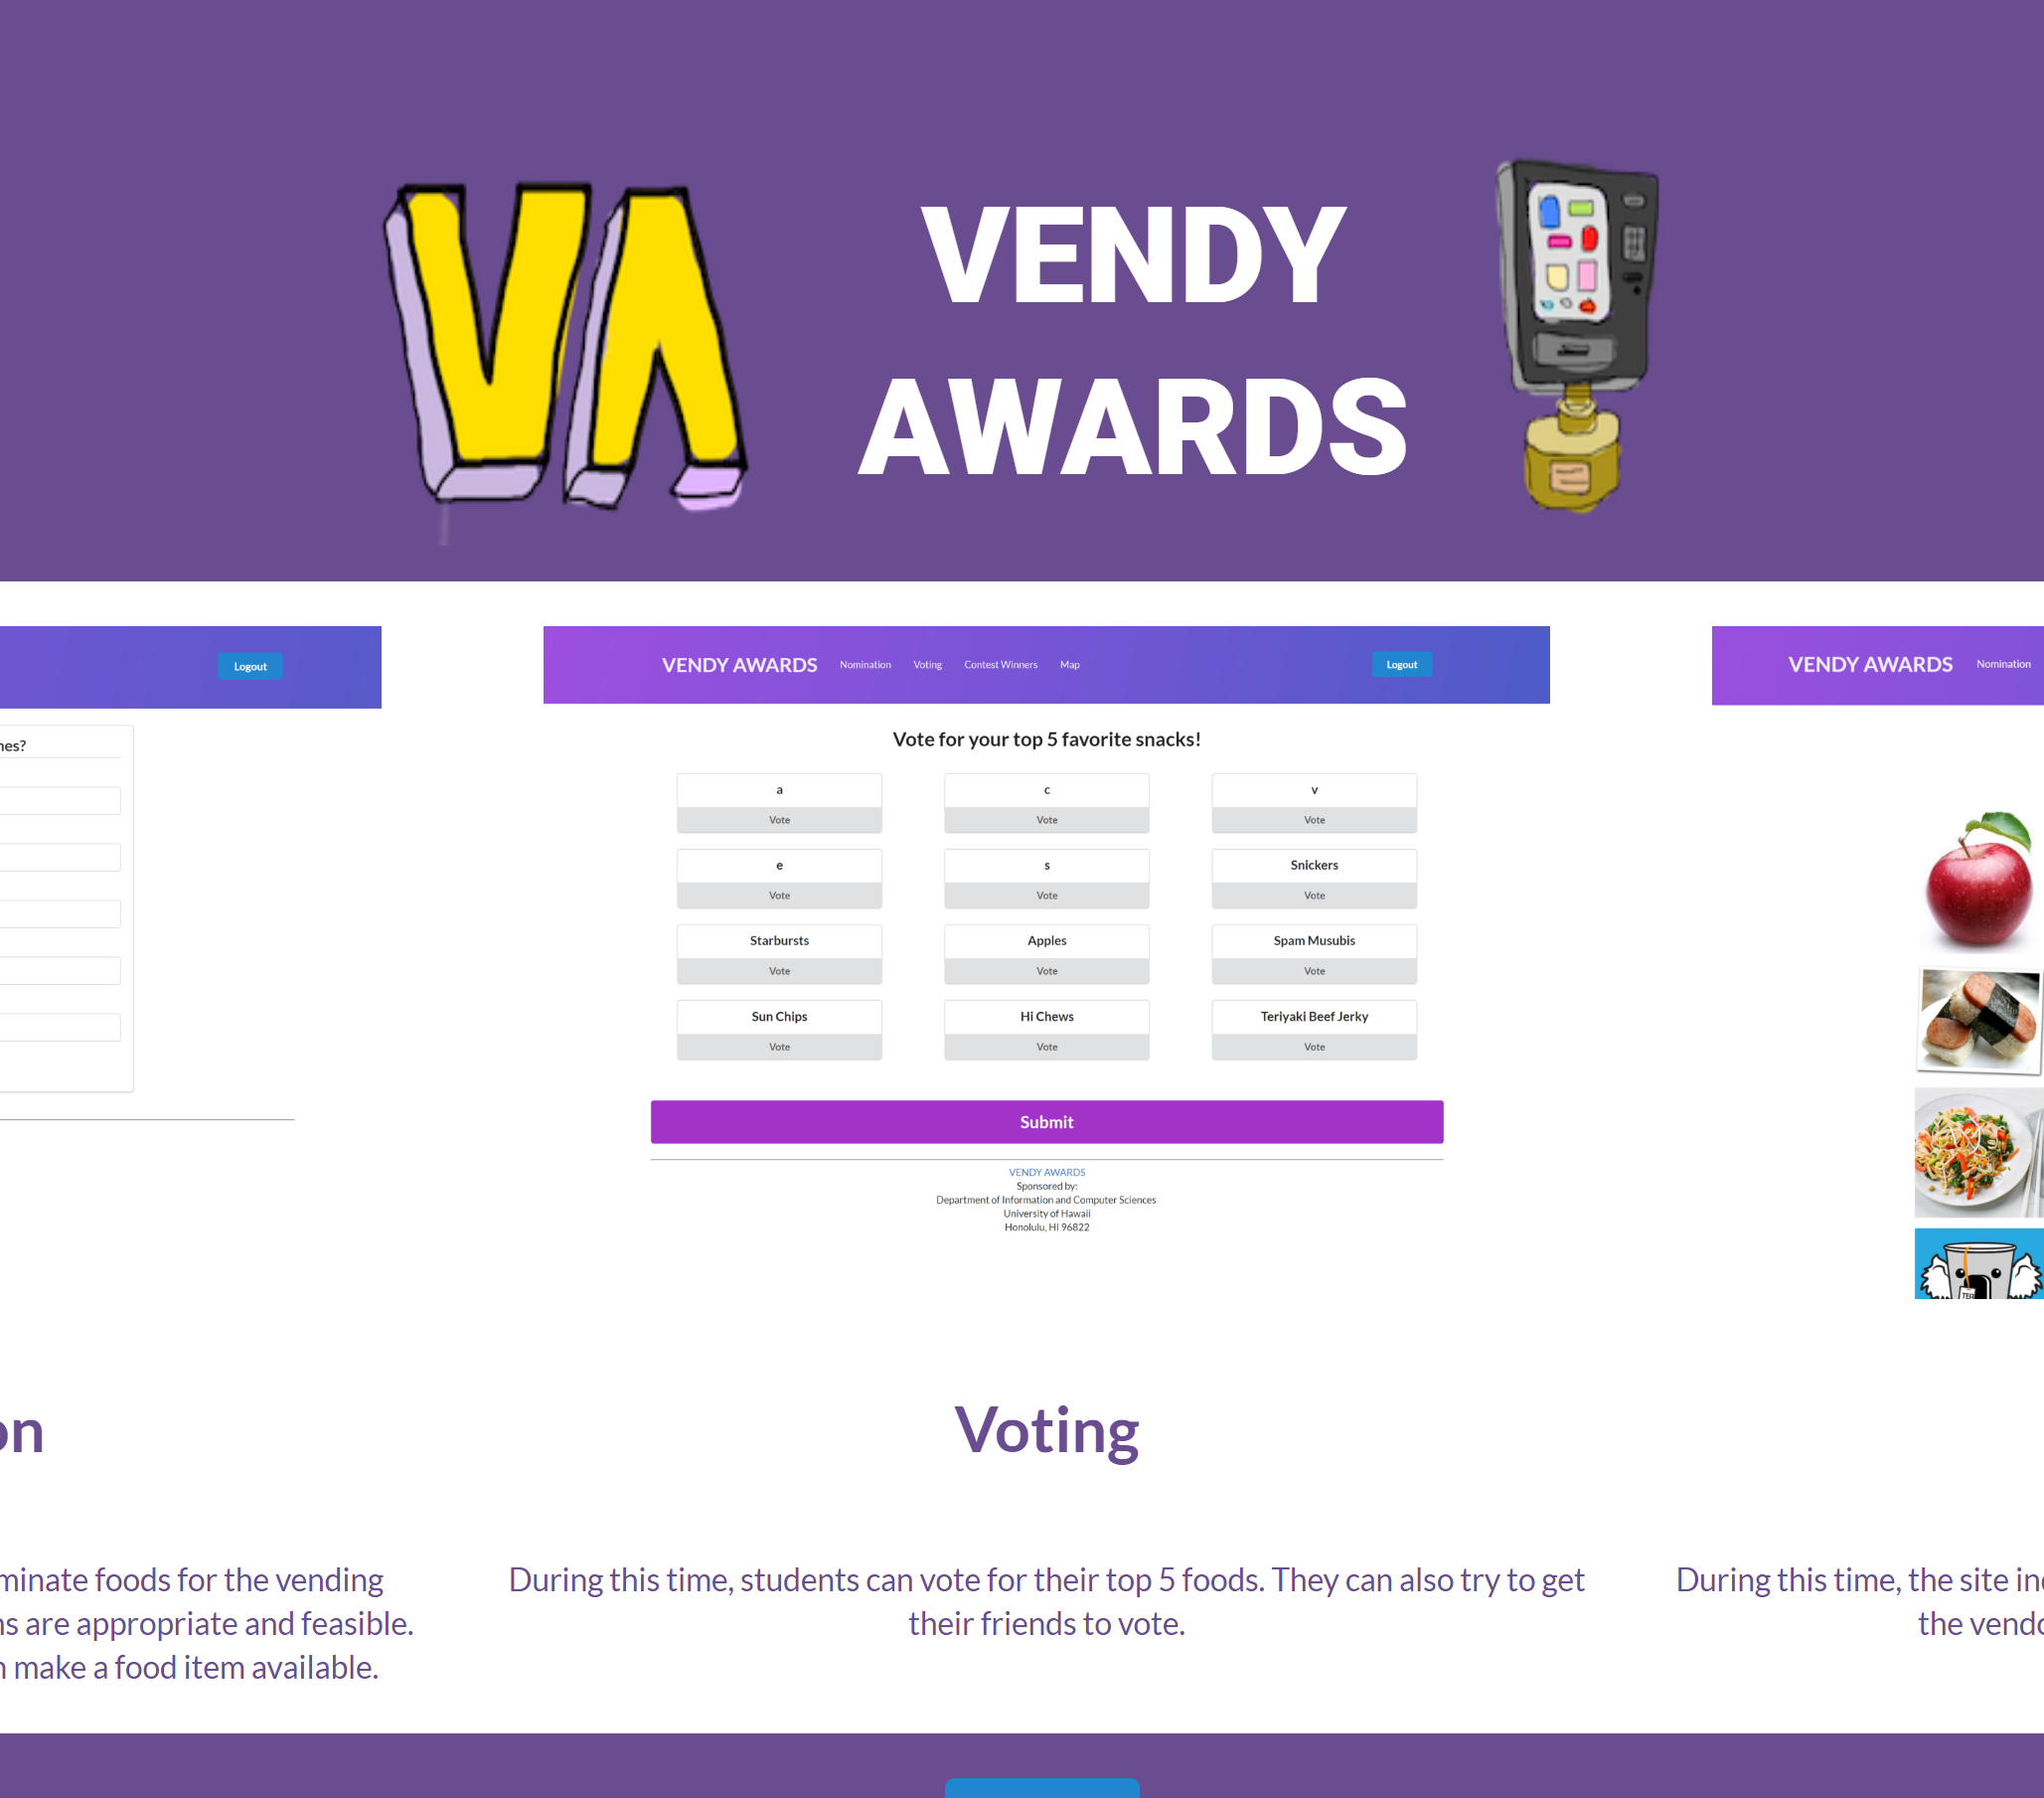 VA
VENDY
AWARDS
Logout
nes?
VENDY AWARDS Nomination Voting Contest Winners Map Logout
Vote for your top 5 favorite snacks!
a c v
Vote Vote Vote
e s Snickers
Vote Vote Vote
Starbursts Apples Spam Musubis
Vote Vote Vote
Sun Chips Hi Chews Teriyaki Beef Jerky
Vote Vote Vote
Submit
VENDY AWARDS
Sponsored by:
Department of Information and Computer Sciences
University of Hawaii
Honolulu, HI 96822
VENDY AWARDS Nomination
TEA
on
minate foods for the vending
ns are appropriate and feasible.
n make a food item available.
Voting
During this time, students can vote for their top 5 foods. They can also try to get
their friends to vote.
During this time, the site in
the vend